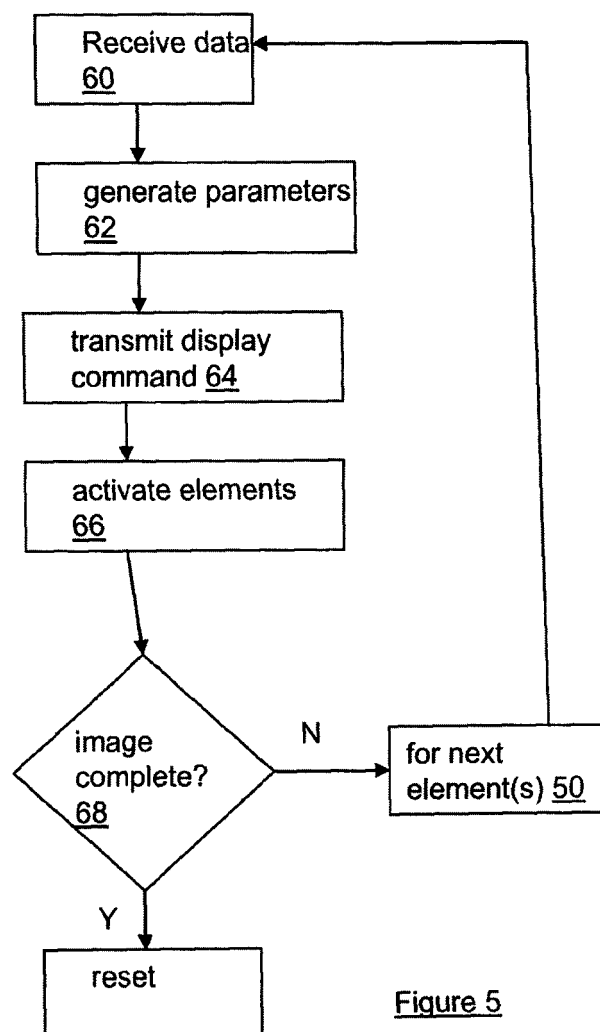 Receive data
60
generate parameters
62
transmit display
command 64
activate elements
66
image
complete?
68
N
for next
element(s) 50
Y
reset
Figure 5